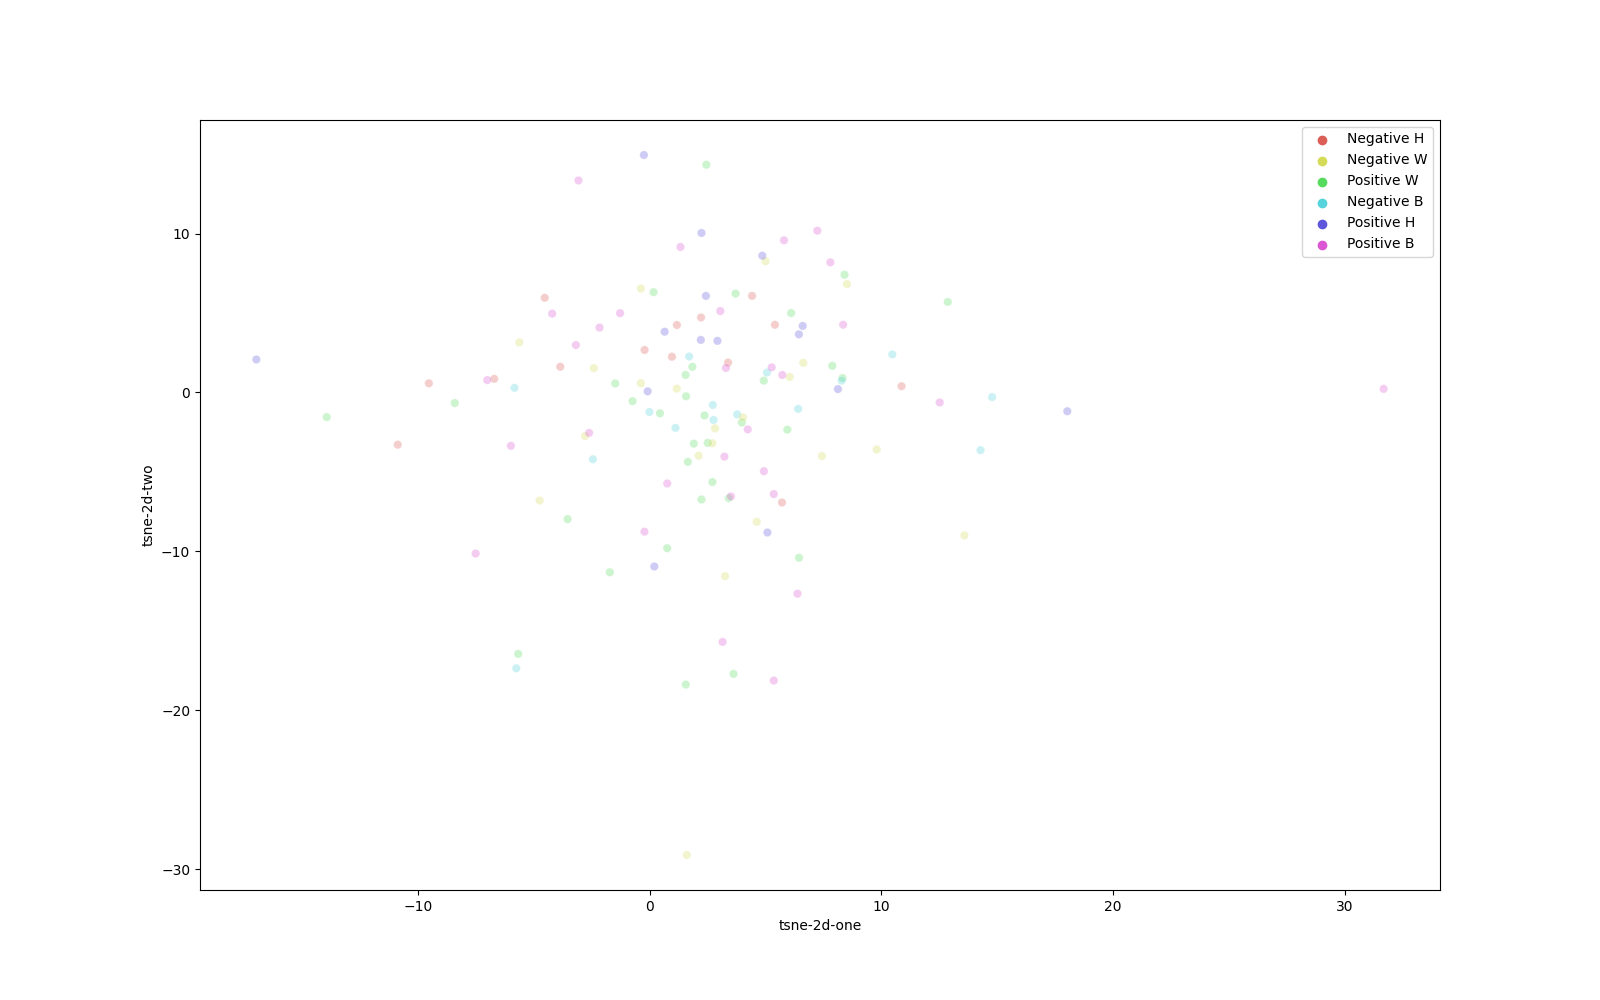 Negative H
Negative W
Positive W
Negative B
Positive H
Positive B
10
0
−10
−20
−30
tsne-2d-two
−10
0
10
20
30
tsne-2d-one